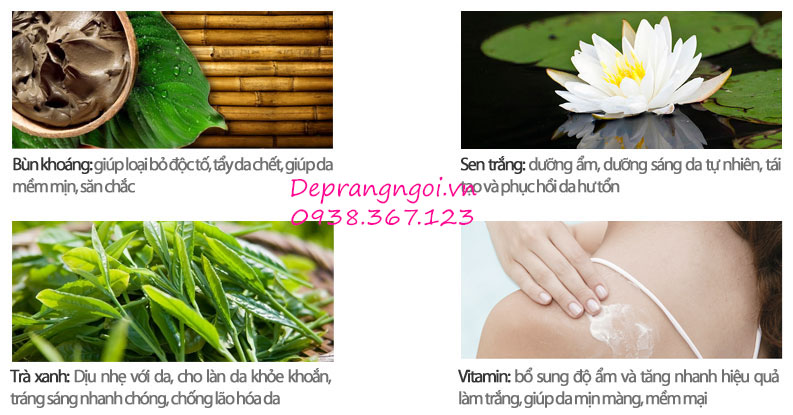 Bùn khoáng: giúp loại bỏ độc tố, tẩy da chết, giúp da
mềm mịn, săn chắc
Sen trắng: dưỡng ẩm, dưỡng sáng da tự nhiên, tái
tạo và phục hồi da hư tổn
Deprangngoi.vn
0938.367.123
Trà xanh: Dịu nhẹ với da, cho làn da khỏe khoắn,
tráng sáng nhanh chóng, chống lão hóa da
Vitamin: bổ sung độ ẩm và tăng nhanh hiệu quả
làm trắng, giúp da mịn màng, mềm mại